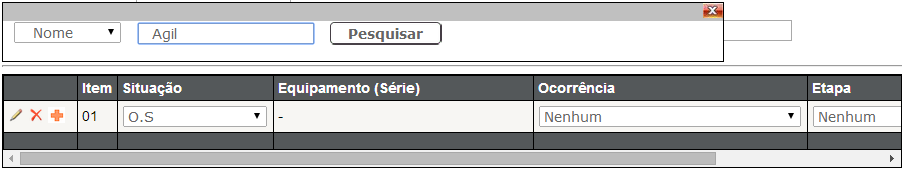 Nome Agil Pesquisar
Item Situação Equipamento (Série) Ocorrência Etapa
01 O.S - Nenhum Nenhum